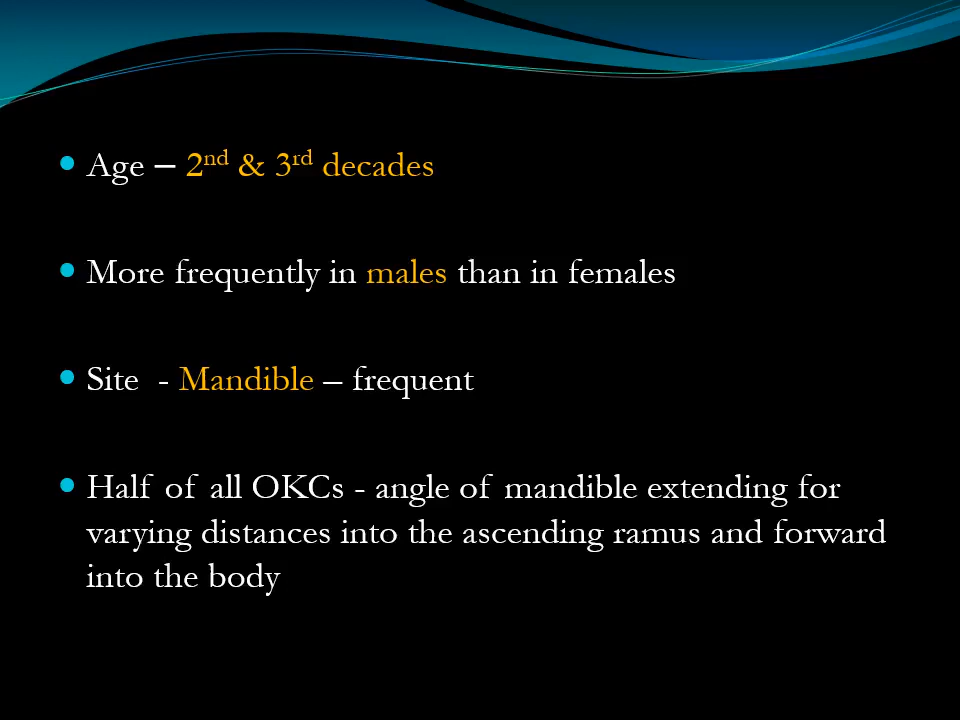 • Age – 2nd & 3rd decades
• More frequently in males than in females
• Site - Mandible – frequent
• Half of all OKCs - angle of mandible extending for
varying distances into the ascending ramus and forward
into the body